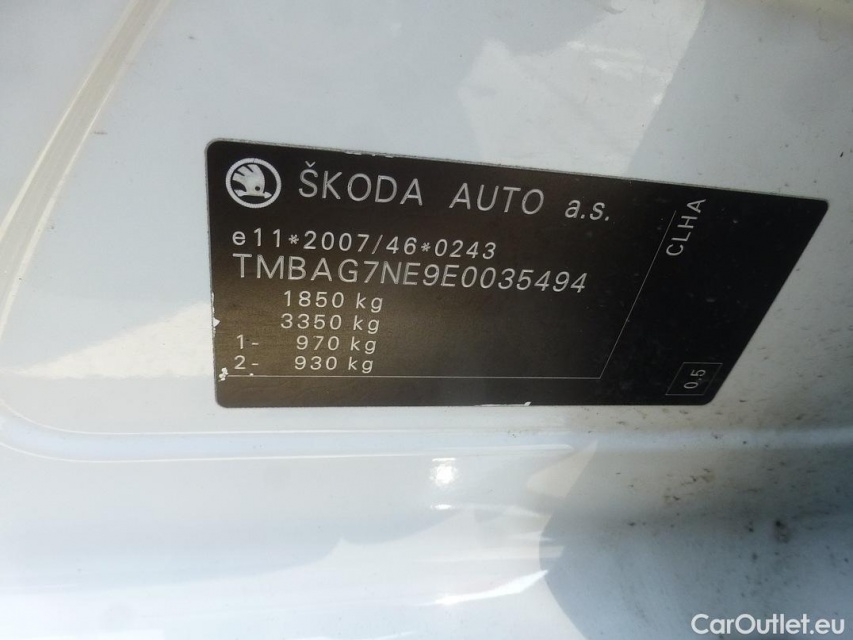 ŠKODA AUTO a.s.
e11*2007/46*0243
TMBAG7NE9E0035494
1850 kg
3350 kg
1- 970 kg
2- 930 kg
CLHA
0.5
CarOutlet.eu